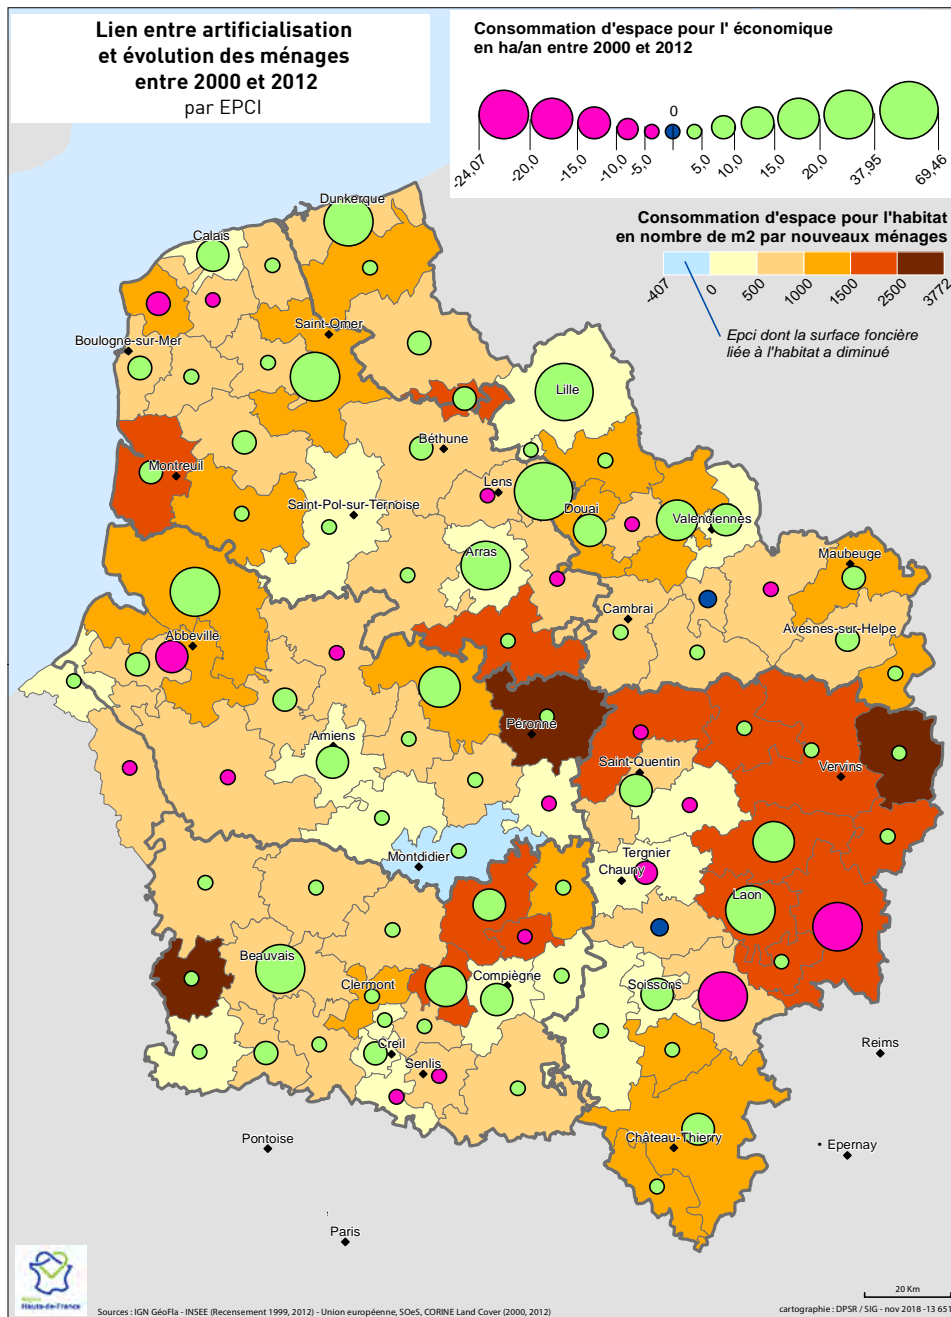 Lien entre artificialisation
et évolution des ménages
entre 2000 et 2012
par EPCI
Consommation d'espace pour l' économique
en ha/an entre 2000 et 2012
0
-24,07
-20,0
-15,0
-10,0
-5,0
5,0
10,0
15,0
20,0
37,95
69,46
Consommation d'espace pour l'habitat
en nombre de m2 par nouveaux ménages
-407
0
500
1000
1500
2500
3772
Epci dont la surface foncière
liée à l'habitat a diminué
Dunkerque
Calais
Saint-Omer
Boulogne-sur-Mer
Lille
Béthune
Montreuil
Lens
Saint-Pol-sur-Ternoise
Douai
Valenciennes
Arras
Maubeuge
Cambrai
Avesnes-sur-Helpe
Abbeville
Péronne
Amiens
Saint-Quentin
Vervins
Montdidier
Tergnier
Chauny
Laon
Beauvais
Clermont
Compiègne
Soissons
Creil
Senlis
Reims
Pontoise
Château-Thierry
Epernay
Paris
20 Km
Hauts-de-France
Sources : IGN GéoFla - INSEE (Recensement 1999, 2012) - Union européenne, SOeS, CORINE Land Cover (2000, 2012)
cartographie : DPSR / SIG - nov 2018 -13 651